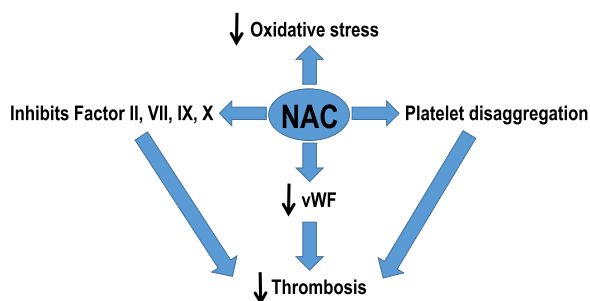 Oxidative stress
Inhibits Factor II, VII, IX, X
NAC
Platelet disaggregation
vWF
Thrombosis